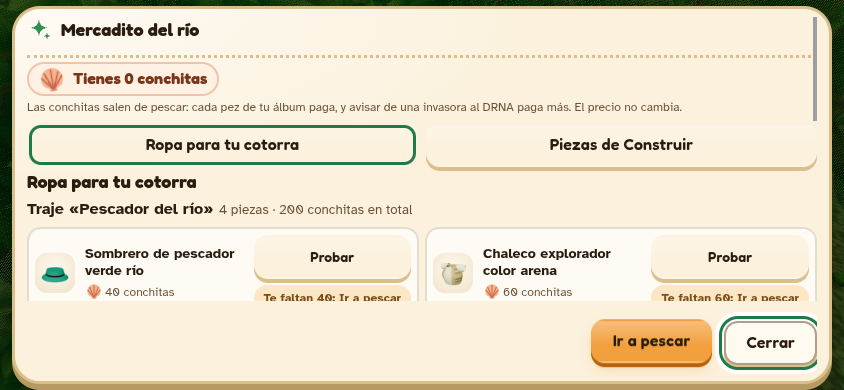 Mercadito del río
Tienes 0 conchitas
Las conchitas salen de pescar: cada pez de tu álbum paga, y avisar de una invasora al DRNA paga más. El precio no cambia.
Ropa para tu cotorra
Piezas de Construir
Ropa para tu cotorra
Traje «Pescador del río» 4 piezas · 200 conchitas en total
Sombrero de pescador
verde río
40 conchitas
Probar
Te faltan 40: Ir a pescar
Chaleco explorador
color arena
60 conchitas
Probar
Te faltan 60: Ir a pescar
Ir a pescar
Cerrar